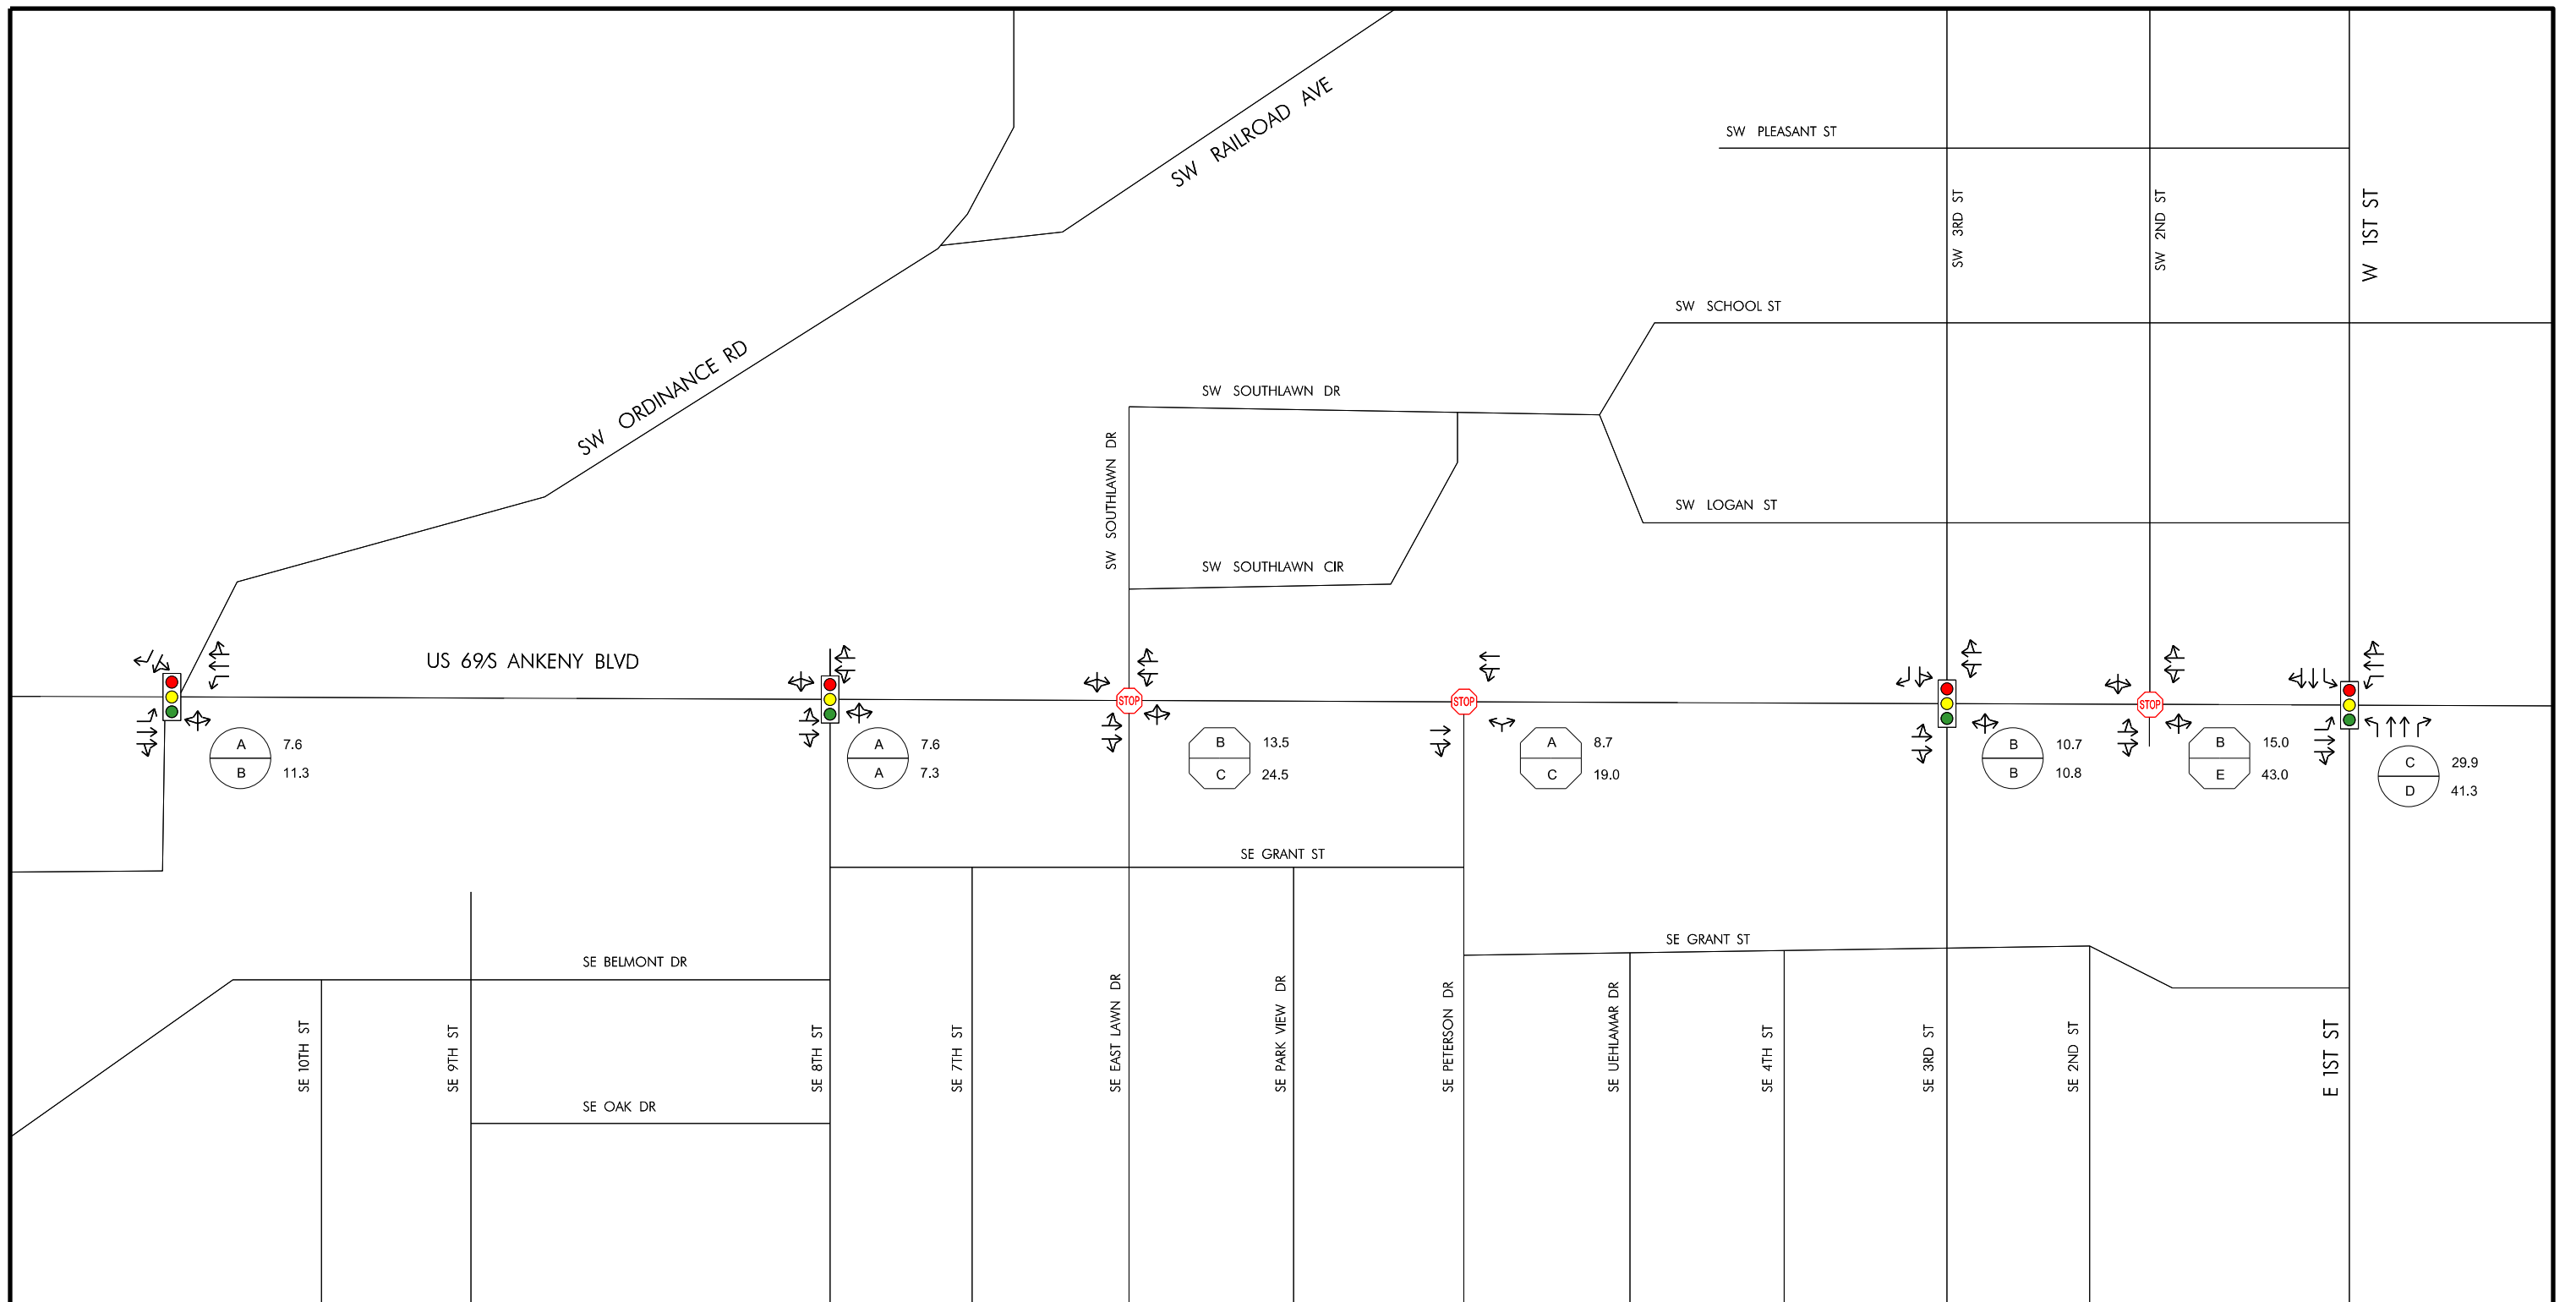 SW PLEASANT ST
SW RAILROAD AVE
SW 3RD ST
SW 2ND ST
W 1ST ST
SW SCHOOL ST
SW ORDINANCE RD
SW SOUTHLAWN DR
SW SOUTHLAWN DR
SW LOGAN ST
SW SOUTHLAWN CIR
US 69/S ANKENY BLVD
STOP
STOP
STOP
A 7.6
B 11.3
A 7.6
A 7.3
B 13.5
C 24.5
A 8.7
C 19.0
B 10.7
B 10.8
B 15.0
E 43.0
C 29.9
D 41.3
SE GRANT ST
SE GRANT ST
SE BELMONT DR
SE 10TH ST
SE 9TH ST
SE 8TH ST
SE 7TH ST
SE EAST LAWN DR
SE PARK VIEW DR
SE PETERSON DR
SE UEHLAMAR DR
SE 4TH ST
SE 3RD ST
SE 2ND ST
E 1ST ST
SE OAK DR